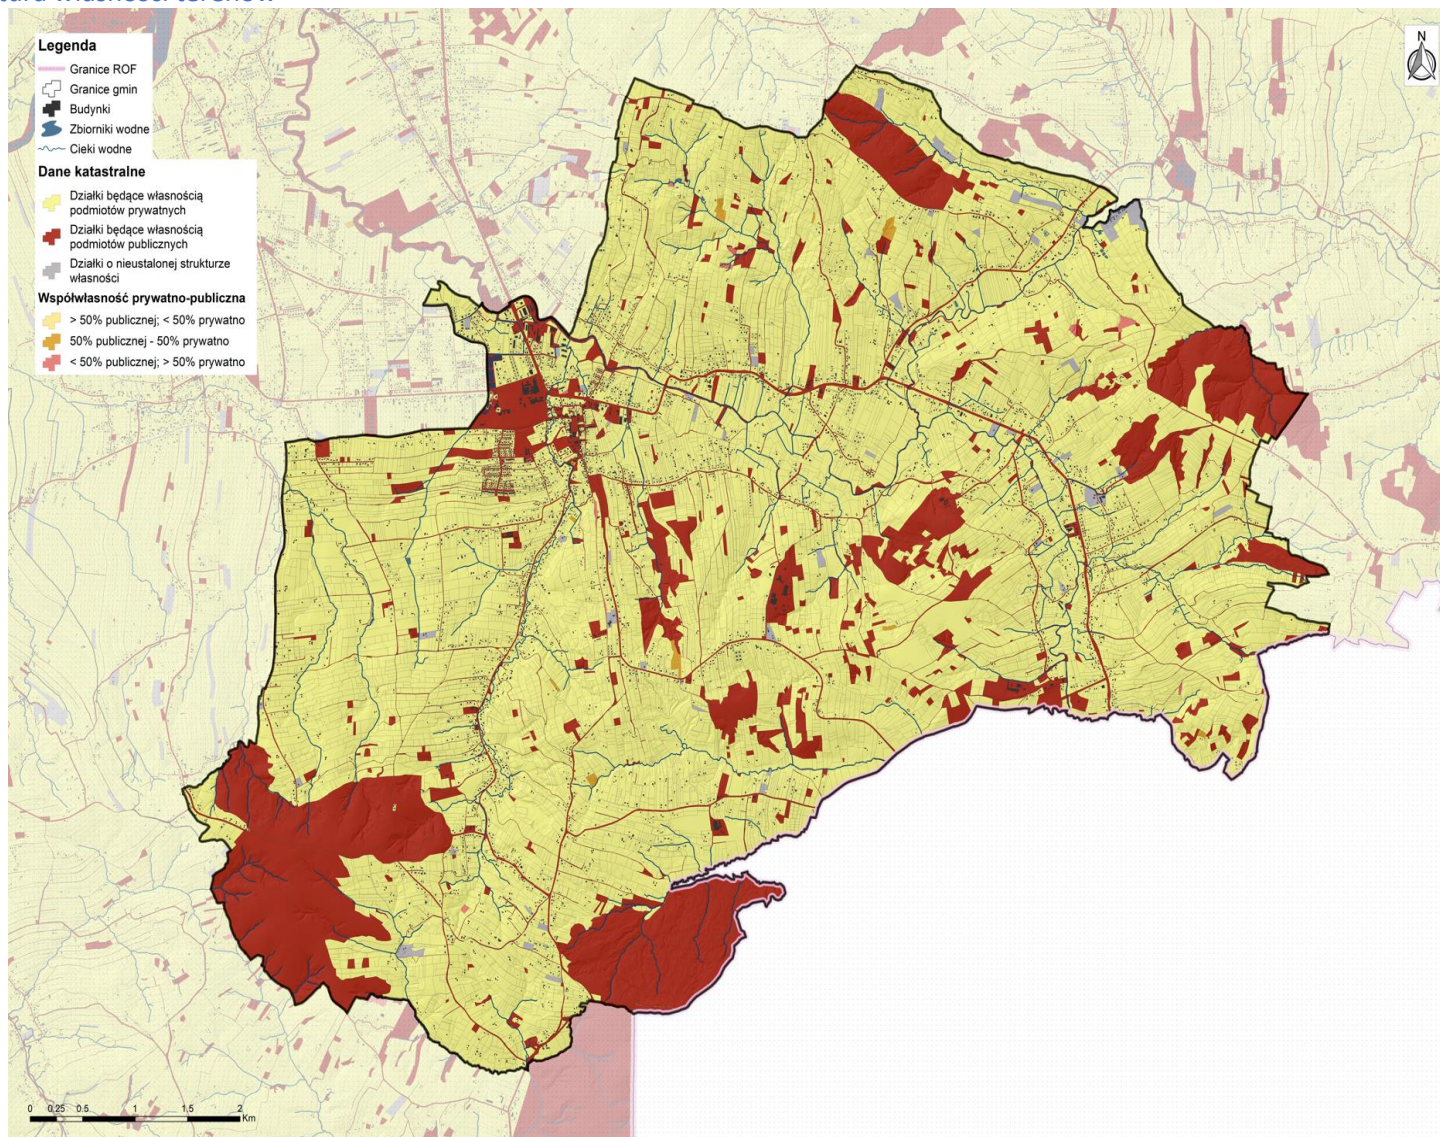 własności terenów
N
Legenda
Granice ROF
Granice gmin
Budynki
Zbiorniki wodne
Cieki wodne
Dane katastralne
Działki będące własnością
podmiotów prywatnych
Działki będące własnością
podmiotów publicznych
Działki o nieustalonej strukturze
własności
Współwłasność prywatno-publiczna
> 50% publicznej; < 50% prywatno
50% publicznej - 50% prywatno
< 50% publicznej; > 50% prywatno
0 0.25 0.5 1 1.5 2
Km